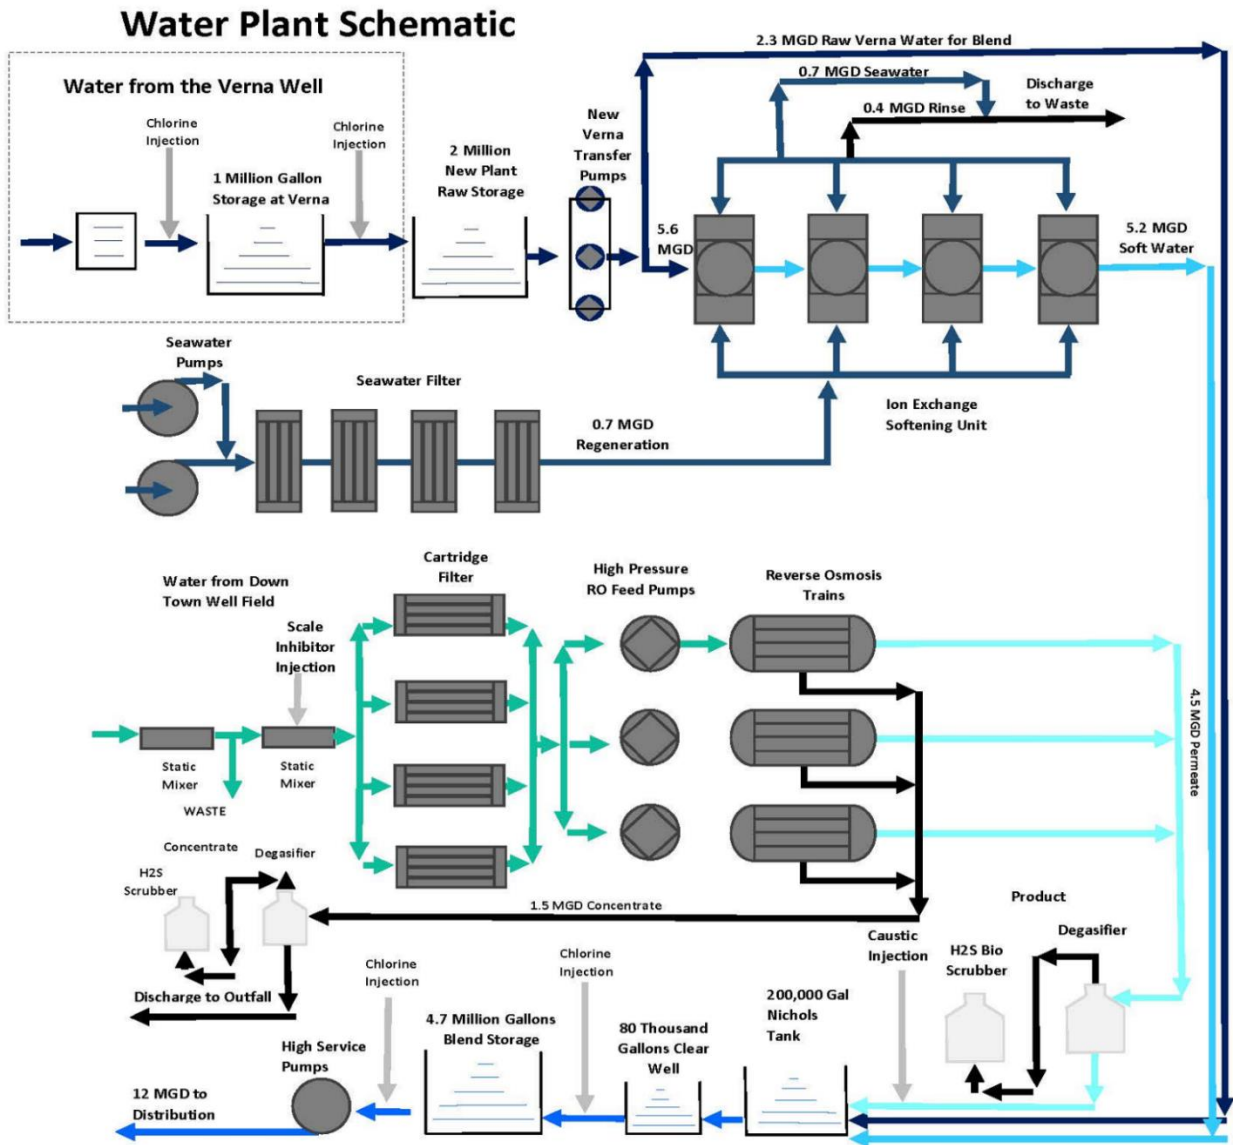 Water Plant Schematic
Water from the Verna Well
Chlorine
Injection
Chlorine
Injection
1 Million Gallon
Storage at Verna
2 Million
New Plant
Raw Storage
New
Verna
Transfer
Pumps
2.3 MGD Raw Verna Water for Blend
0.7 MGD Seawater
0.4 MGD Rinse
Discharge
to Waste
5.6
MGD
5.2 MGD
Soft Water
Seawater
Pumps
Seawater Filter
0.7 MGD
Regeneration
Ion Exchange
Softening Unit
Water from Down
Town Well Field
Scale
Inhibitor
Injection
Cartridge
Filter
High Pressure
RO Feed Pumps
Reverse Osmosis
Trains
Static
Mixer
WASTE
Static
Mixer
4.5 MGD Permeate
Concentrate
H2S
Scrubber
Degasifier
1.5 MGD Concentrate
Discharge to Outfall
Product
Degasifier
H2S Bio
Scrubber
Caustic
Injection
200,000 Gal
Nichols
Tank
Chlorine
Injection
80 Thousand
Gallons Clear
Well
4.7 Million Gallons
Blend Storage
Chlorine
Injection
High Service
Pumps
12 MGD to
Distribution